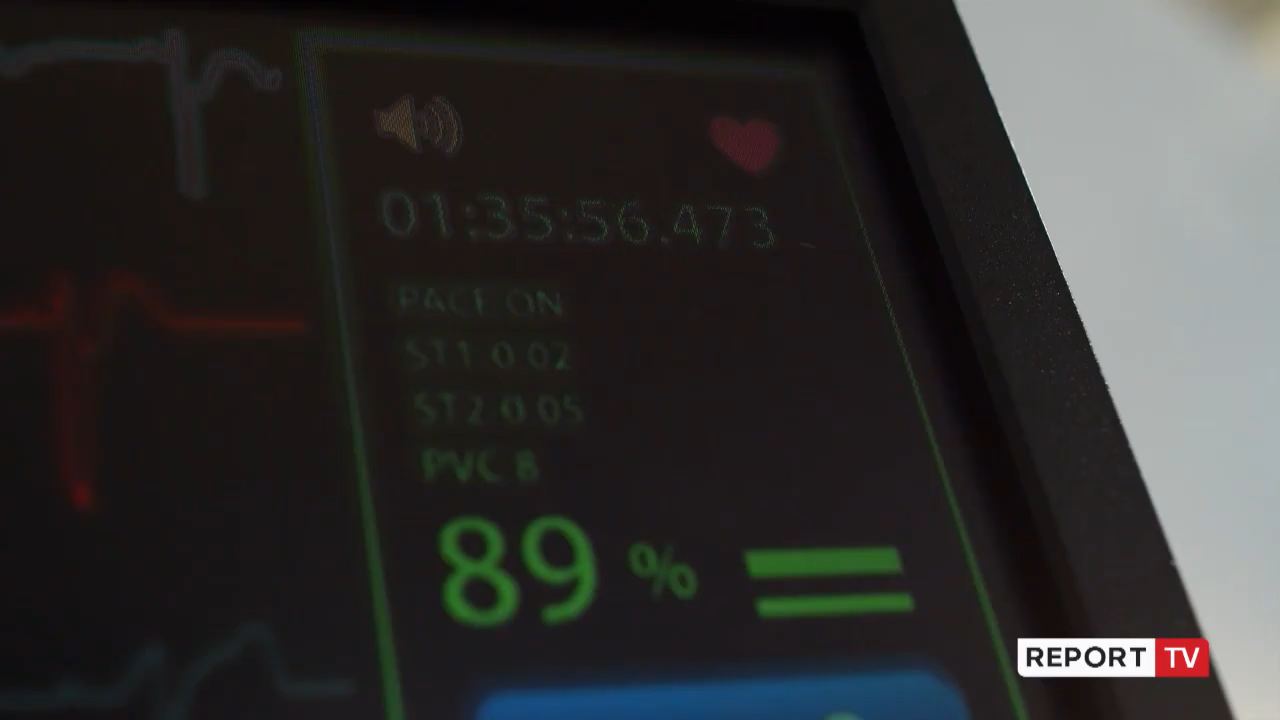 01:35:56.473
PACE ON
ST1 0.02
ST2 0.05
PVC 8
89 %
REPORT TV